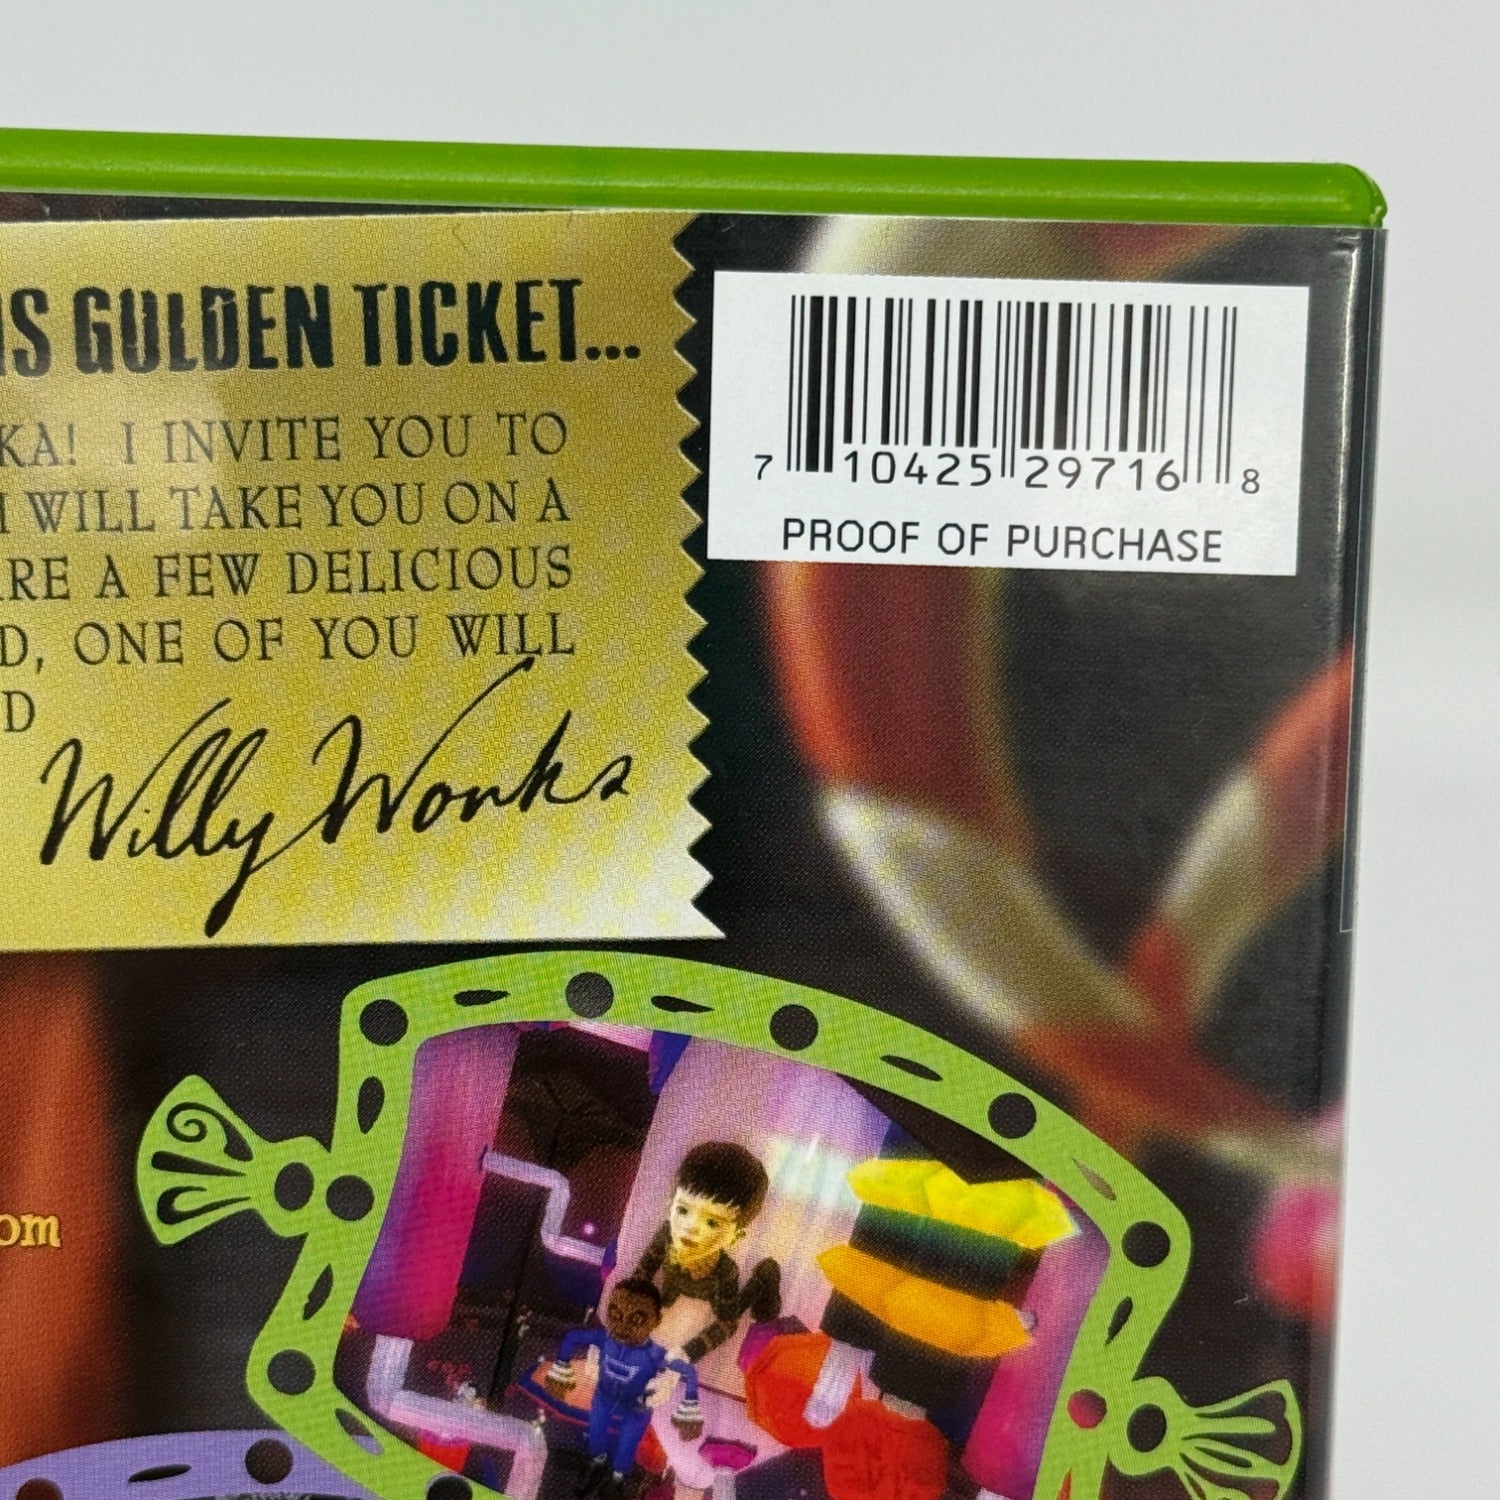 IS GOLDEN TICKET...
KA! I INVITE YOU TO
I WILL TAKE YOU ON A
RE A FEW DELICIOUS
D, ONE OF YOU WILL
D
Willy Wonka
7 10425 29716 8
PROOF OF PURCHASE
om